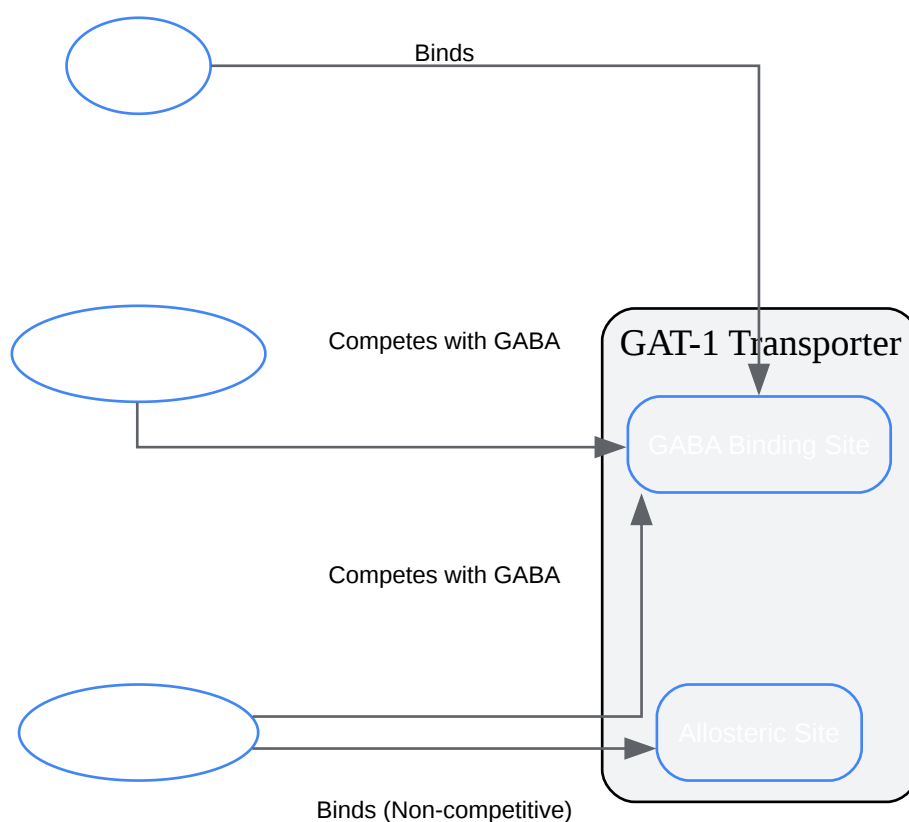 Binds
Competes with GABA
GAT-1 Transporter
GABA Binding Site
Competes with GABA
Allosteric Site
Binds (Non-competitive)